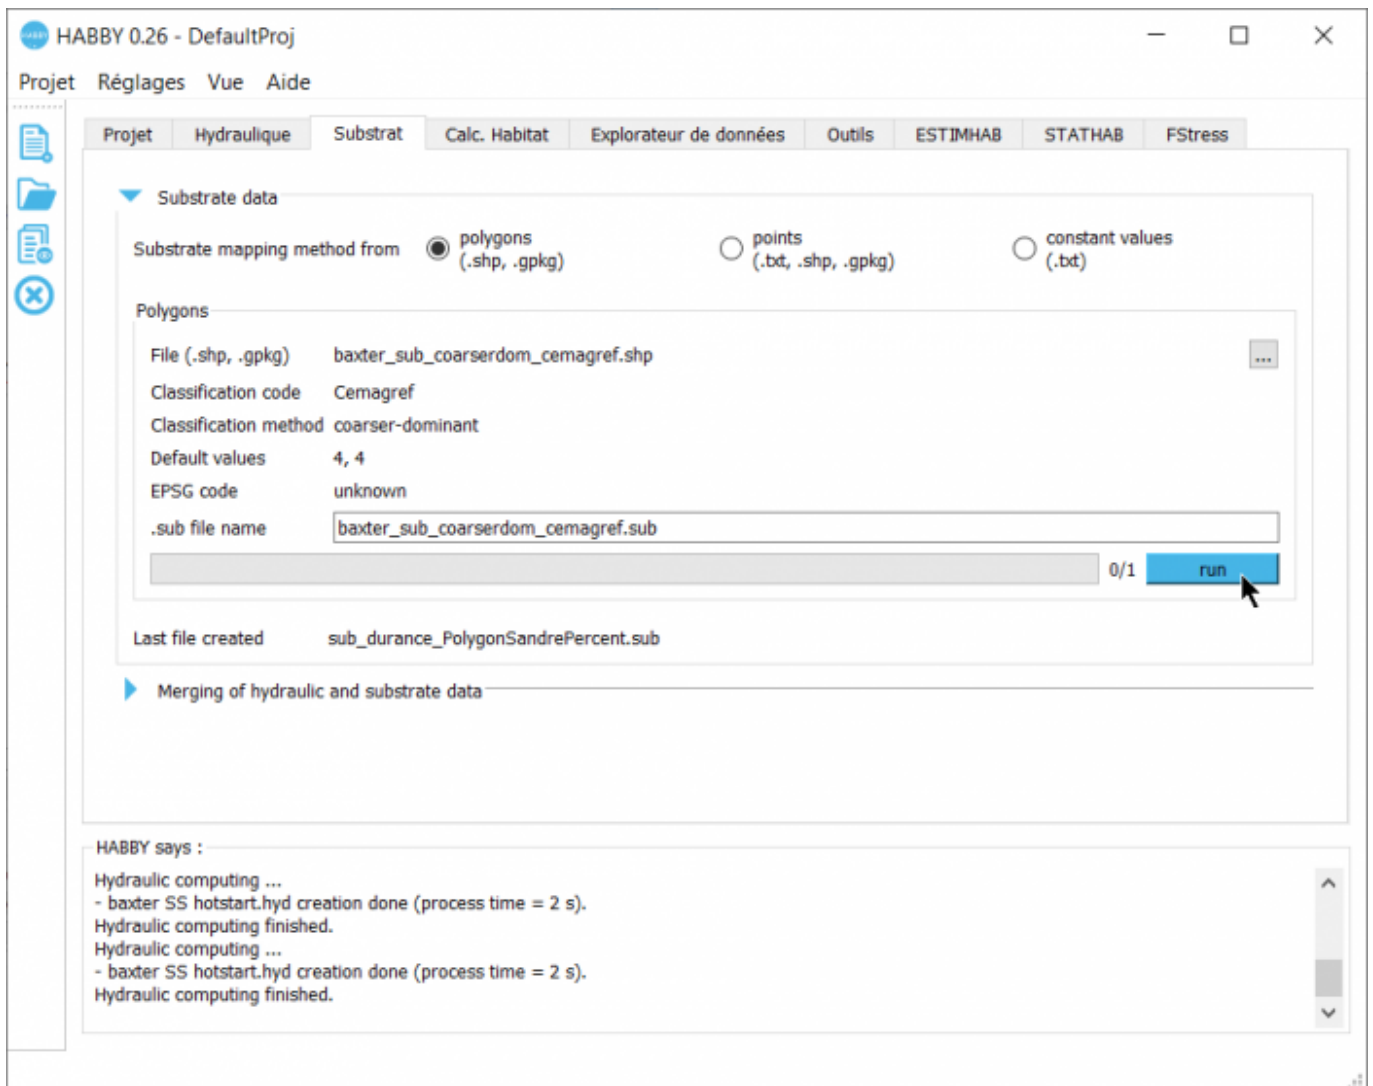 HABBY 0.26 - DefaultProj
Projet Réglages Vue Aide
Projet Hydraulique Substrat Calc. Habitat Explorateur de données Outils ESTIMHAB STATHAB FStress
Substrate data
Substrate mapping method from
polygons
(.shp, .gpkg)
points
(.txt, .shp, .gpkg)
constant values
(.txt)
Polygons
File (.shp, .gpkg) baxter_sub_coarserdom_cemagref.shp ...
Classification code Cemagref
Classification method coarser-dominant
Default values 4, 4
EPSG code unknown
.sub file name baxter_sub_coarserdom_cemagref.sub
0/1 run
Last file created sub_durance_PolygonSandrePercent.sub
Merging of hydraulic and substrate data
HABBY says :
Hydraulic computing ...
- baxter SS hotstart.hyd creation done (process time = 2 s).
Hydraulic computing finished.
Hydraulic computing ...
- baxter SS hotstart.hyd creation done (process time = 2 s).
Hydraulic computing finished.